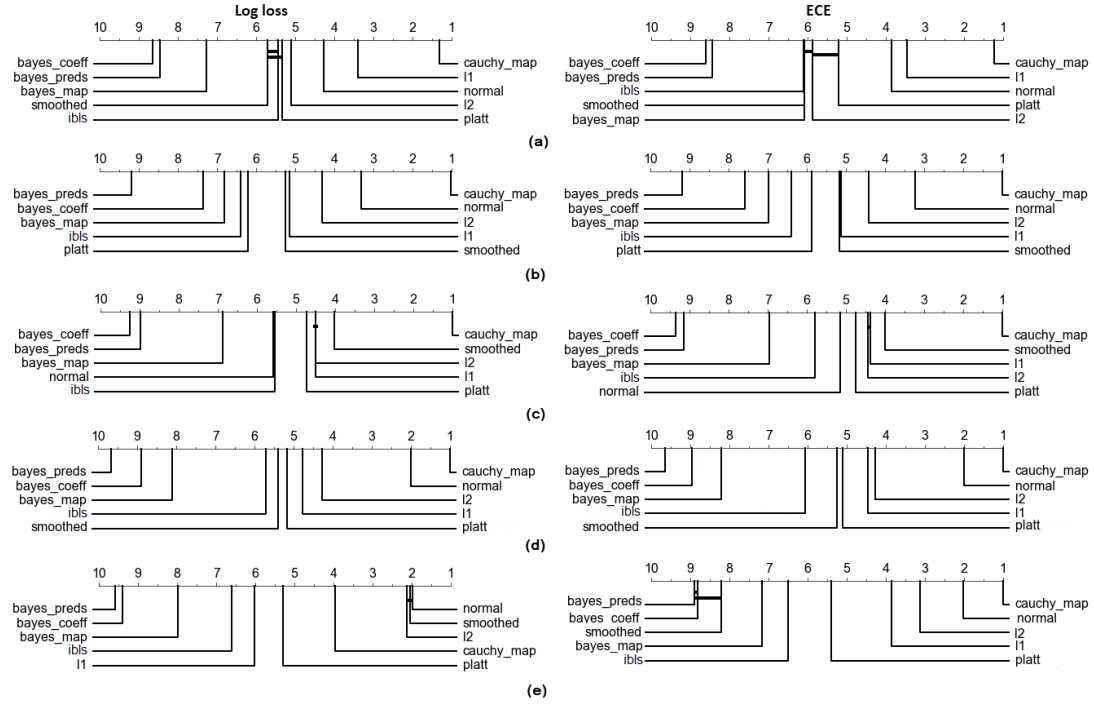 Log loss ECE
10 9 8 7 6 5 4 3 2 1 10 9 8 7 6 5 4 3 2 1
bayes_coeff cauchy_map bayes_coeff cauchy_map
bayes_preds l1 bayes_preds l1
bayes_map normal ibls normal
smoothed l2 smoothed platt
ibls platt bayes_map l2
(a)
10 9 8 7 6 5 4 3 2 1 10 9 8 7 6 5 4 3 2 1
bayes_preds cauchy_map bayes_preds cauchy_map
bayes_coeff normal bayes_coeff normal
bayes_map l2 bayes_map l2
ibls l1 ibls l1
platt smoothed platt smoothed
(b)
10 9 8 7 6 5 4 3 2 1 10 9 8 7 6 5 4 3 2 1
bayes_coeff cauchy_map bayes_coeff cauchy_map
bayes_preds smoothed bayes_preds smoothed
bayes_map l2 bayes_map l1
normal l1 ibls l2
ibls platt normal platt
(c)
10 9 8 7 6 5 4 3 2 1 10 9 8 7 6 5 4 3 2 1
bayes_preds cauchy_map bayes_preds cauchy_map
bayes_coeff normal bayes_coeff normal
bayes_map l2 bayes_map l2
ibls l1 ibls l1
smoothed platt smoothed platt
(d)
10 9 8 7 6 5 4 3 2 1 10 9 8 7 6 5 4 3 2 1
bayes_preds normal bayes_preds cauchy_map
bayes_coeff smoothed bayes_coeff normal
bayes_map l2 smoothed l2
ibls cauchy_map bayes_map l1
l1 platt ibls platt
(e)